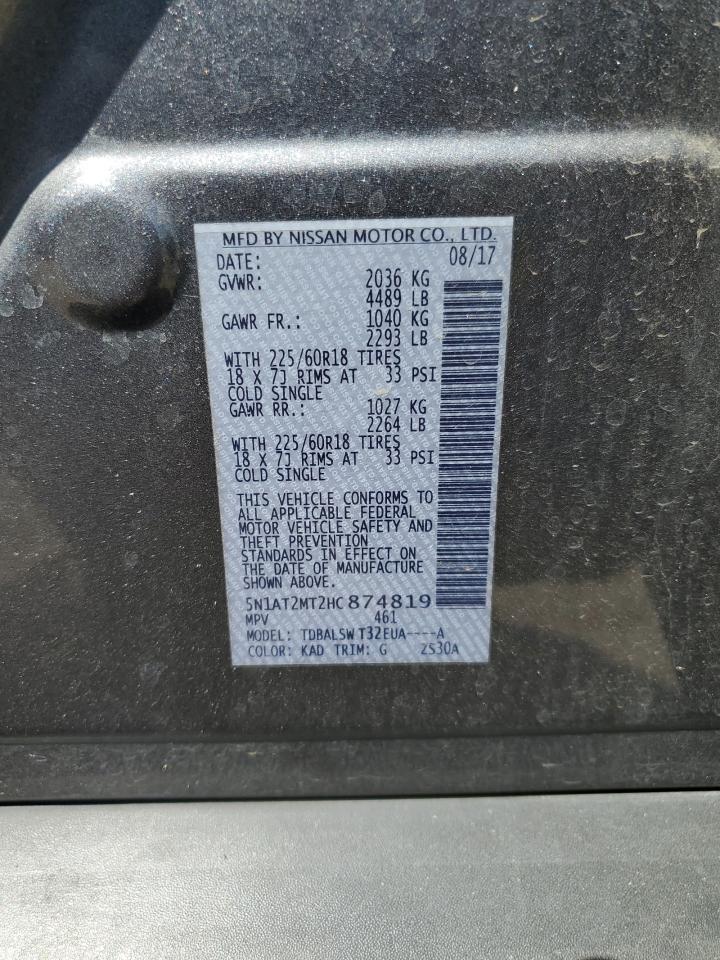 MFD BY NISSAN MOTOR CO., LTD.
DATE: 08/17
GVWR: 2036 KG
4489 LB
GAWR FR.: 1040 KG
2293 LB
WITH 225/60R18 TIRES
18 X 7J RIMS AT 33 PSI
COLD SINGLE
GAWR RR.: 1027 KG
2264 LB
WITH 225/60R18 TIRES
18 X 7J RIMS AT 33 PSI
COLD SINGLE
THIS VEHICLE CONFORMS TO
ALL APPLICABLE FEDERAL
MOTOR VEHICLE SAFETY AND
THEFT PREVENTION
STANDARDS IN EFFECT ON
THE DATE OF MANUFACTURE
SHOWN ABOVE.
5N1AT2MT2HC874819
MPV 461
MODEL: TDBALSW T32EUA----A
COLOR: KAD TRIM: G ZS30A